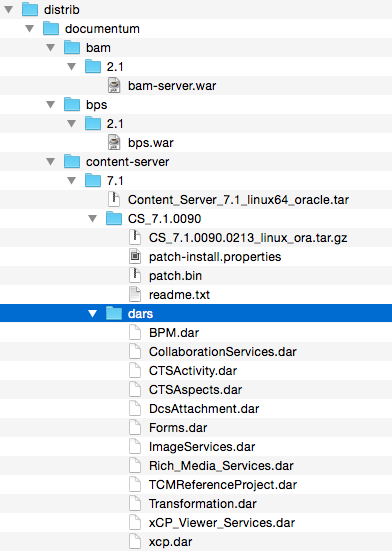 distrib
documentum
bam
2.1
bam-server.war
bps
2.1
bps.war
content-server
7.1
Content_Server_7.1_linux64_oracle.tar
CS_7.1.0090
CS_7.1.0090.0213_linux_ora.tar.gz
patch-install.properties
patch.bin
readme.txt
dars
BPM.dar
CollaborationServices.dar
CTSActivity.dar
CTSAspects.dar
DcsAttachment.dar
Forms.dar
ImageServices.dar
Rich_Media_Services.dar
TCMReferenceProject.dar
Transformation.dar
xCP_Viewer_Services.dar
xcp.dar